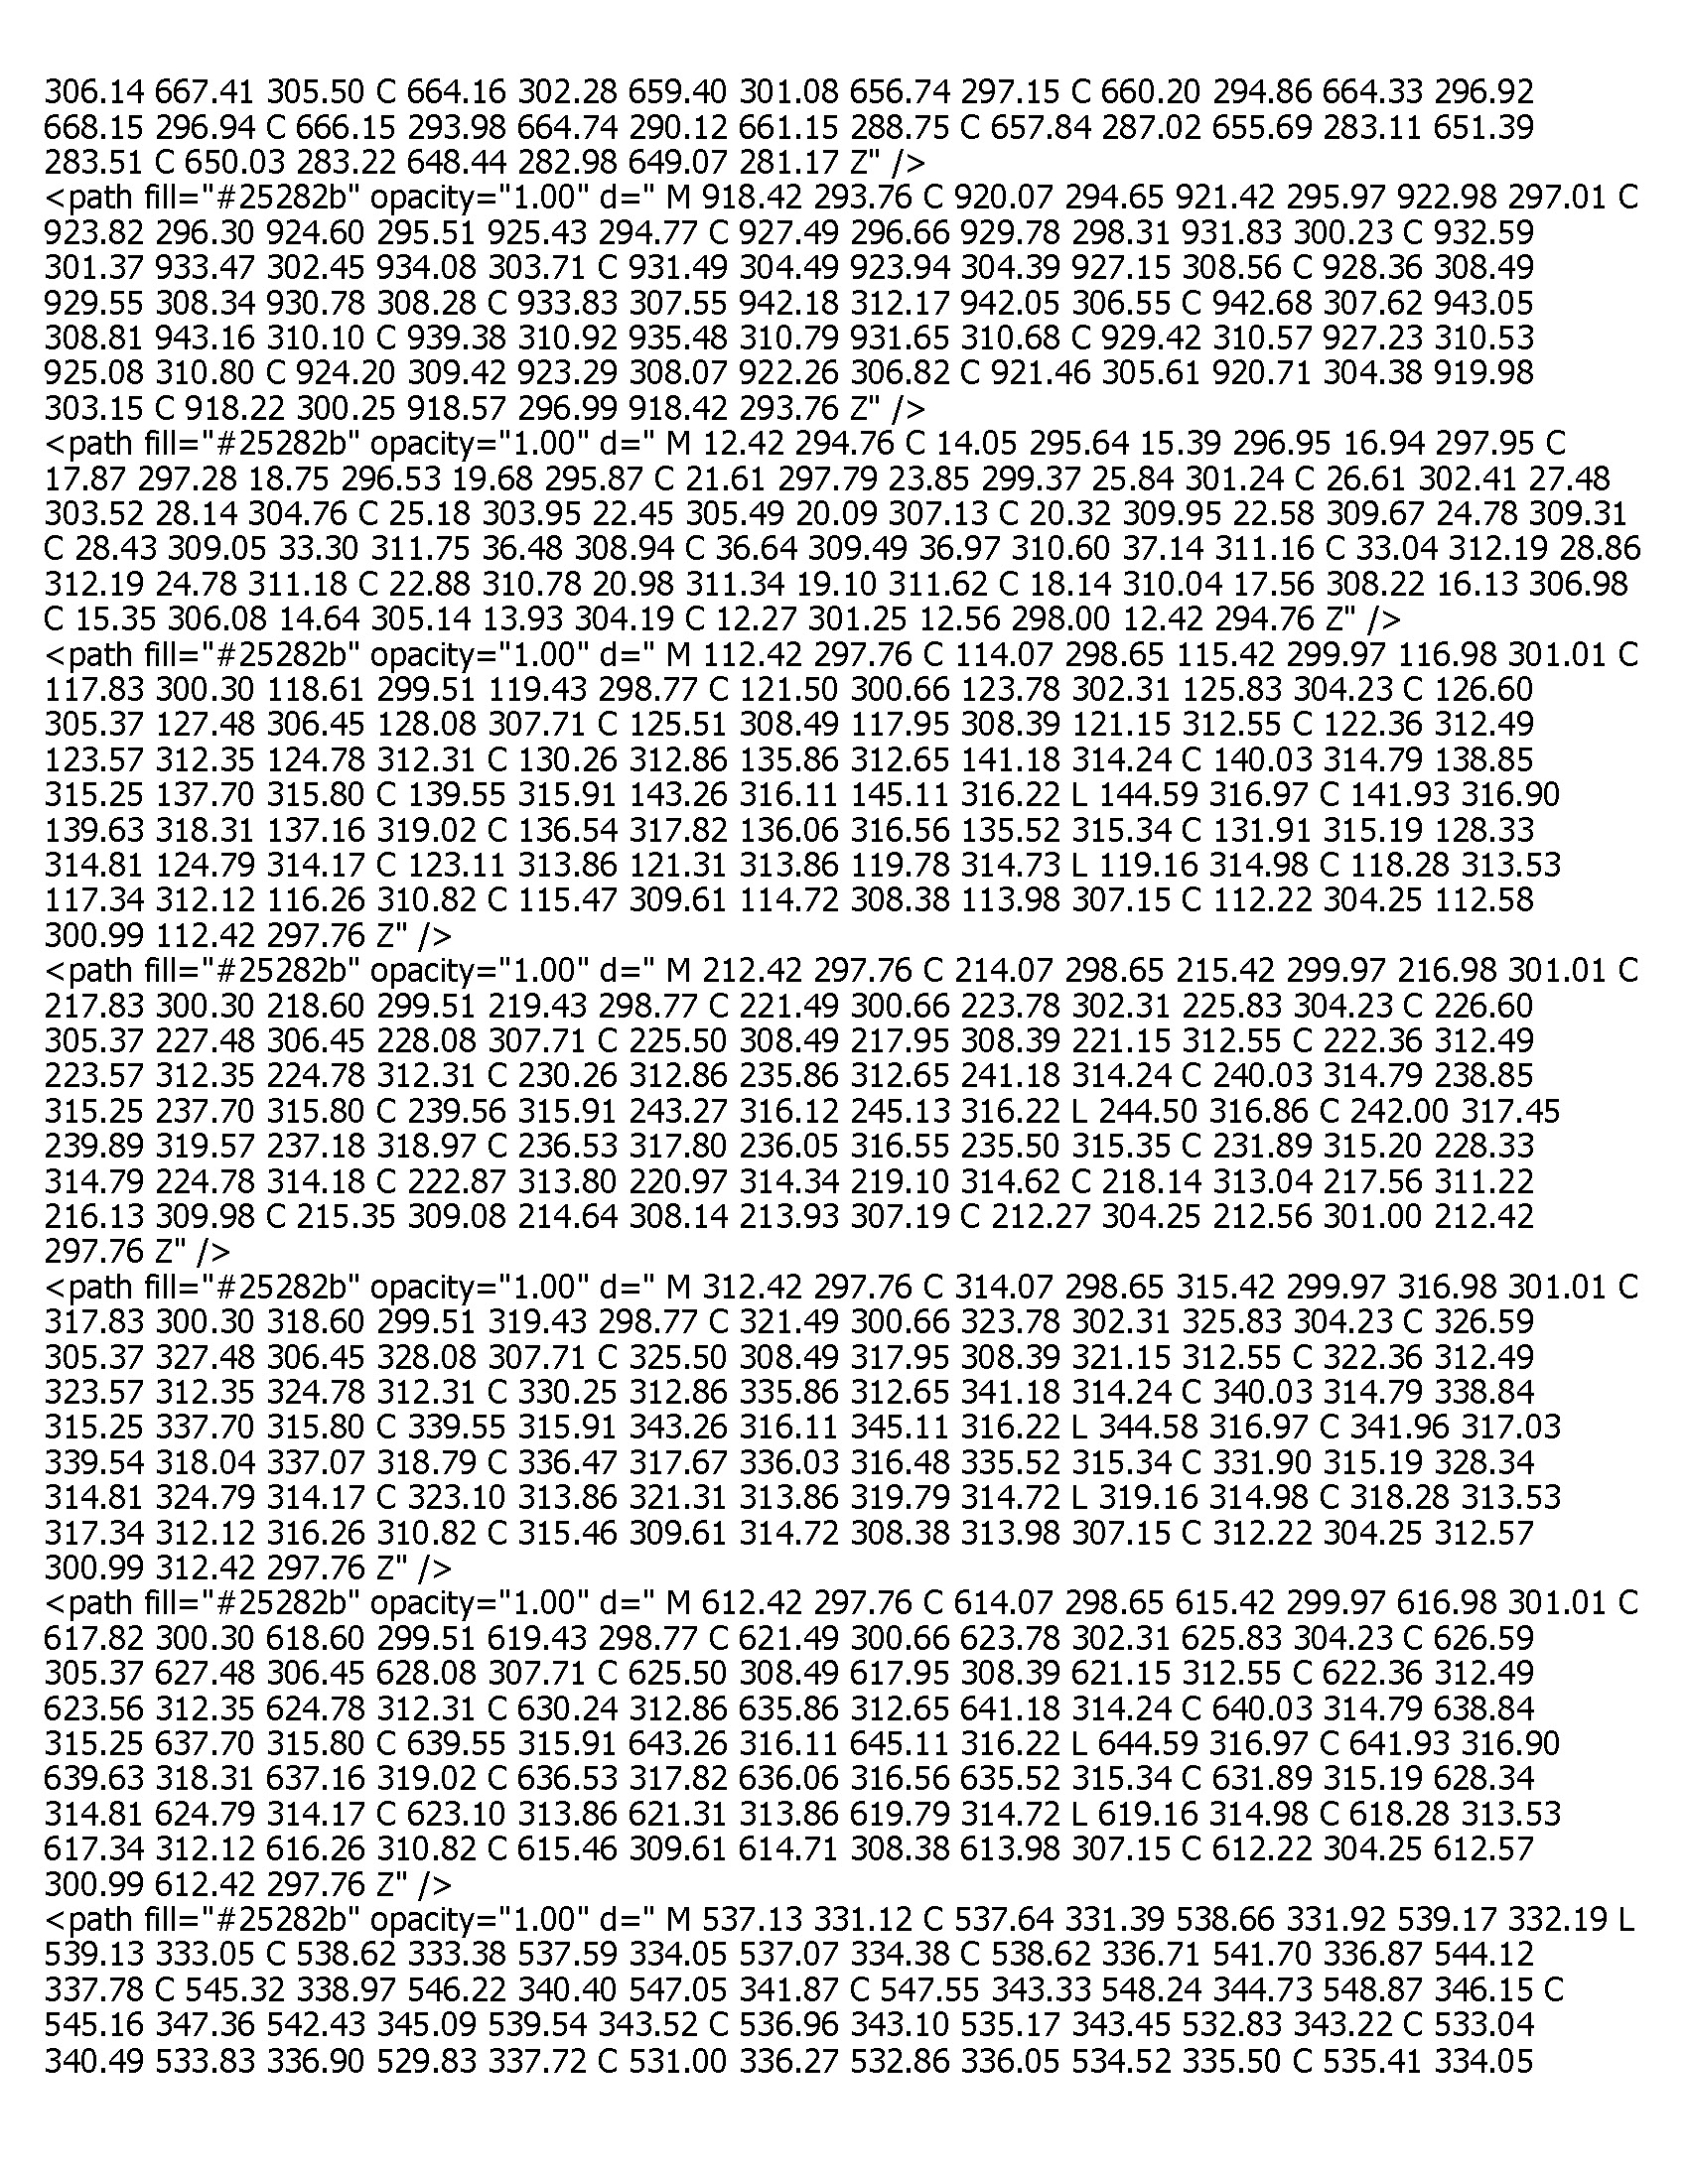 306.14 667.41 305.50 C 664.16 302.28 659.40 301.08 656.74 297.15 C 660.20 294.86 664.33 296.92
668.15 296.94 C 666.15 293.98 664.74 290.12 661.15 288.75 C 657.84 287.02 655.69 283.11 651.39
283.51 C 650.03 283.22 648.44 282.98 649.07 281.17 Z" />
<path fill="#25282b" opacity="1.00" d=" M 918.42 293.76 C 920.07 294.65 921.42 295.97 922.98 297.01 C
923.82 296.30 924.60 295.51 925.43 294.77 C 927.49 296.66 929.78 298.31 931.83 300.23 C 932.59
301.37 933.47 302.45 934.08 303.71 C 931.49 304.49 923.94 304.39 927.15 308.56 C 928.36 308.49
929.55 308.34 930.78 308.28 C 933.83 307.55 942.18 312.17 942.05 306.55 C 942.68 307.62 943.05
308.81 943.16 310.10 C 939.38 310.92 935.48 310.79 931.65 310.68 C 929.42 310.57 927.23 310.53
925.08 310.80 C 924.20 309.42 923.29 308.07 922.26 306.82 C 921.46 305.61 920.71 304.38 919.98
303.15 C 918.22 300.25 918.57 296.99 918.42 293.76 Z" />
<path fill="#25282b" opacity="1.00" d=" M 12.42 294.76 C 14.05 295.64 15.39 296.95 16.94 297.95 C
17.87 297.28 18.75 296.53 19.68 295.87 C 21.61 297.79 23.85 299.37 25.84 301.24 C 26.61 302.41 27.48
303.52 28.14 304.76 C 25.18 303.95 22.45 305.49 20.09 307.13 C 20.32 309.95 22.58 309.67 24.78 309.31
C 28.43 309.05 33.30 311.75 36.48 308.94 C 36.64 309.49 36.97 310.60 37.14 311.16 C 33.04 312.19 28.86
312.19 24.78 311.18 C 22.88 310.78 20.98 311.34 19.10 311.62 C 18.14 310.04 17.56 308.22 16.13 306.98
C 15.35 306.08 14.64 305.14 13.93 304.19 C 12.27 301.25 12.56 298.00 12.42 294.76 Z" />
<path fill="#25282b" opacity="1.00" d=" M 112.42 297.76 C 114.07 298.65 115.42 299.97 116.98 301.01 C
117.83 300.30 118.61 299.51 119.43 298.77 C 121.50 300.66 123.78 302.31 125.83 304.23 C 126.60
305.37 127.48 306.45 128.08 307.71 C 125.51 308.49 117.95 308.39 121.15 312.55 C 122.36 312.49
123.57 312.35 124.78 312.31 C 130.26 312.86 135.86 312.65 141.18 314.24 C 140.03 314.79 138.85
315.25 137.70 315.80 C 139.55 315.91 143.26 316.11 145.11 316.22 L 144.59 316.97 C 141.93 316.90
139.63 318.31 137.16 319.02 C 136.54 317.82 136.06 316.56 135.52 315.34 C 131.91 315.19 128.33
314.81 124.79 314.17 C 123.11 313.86 121.31 313.86 119.78 314.73 L 119.16 314.98 C 118.28 313.53
117.34 312.12 116.26 310.82 C 115.47 309.61 114.72 308.38 113.98 307.15 C 112.22 304.25 112.58
300.99 112.42 297.76 Z" />
<path fill="#25282b" opacity="1.00" d=" M 212.42 297.76 C 214.07 298.65 215.42 299.97 216.98 301.01 C
217.83 300.30 218.60 299.51 219.43 298.77 C 221.49 300.66 223.78 302.31 225.83 304.23 C 226.60
305.37 227.48 306.45 228.08 307.71 C 225.50 308.49 217.95 308.39 221.15 312.55 C 222.36 312.49
223.57 312.35 224.78 312.31 C 230.26 312.86 235.86 312.65 241.18 314.24 C 240.03 314.79 238.85
315.25 237.70 315.80 C 239.56 315.91 243.27 316.12 245.13 316.22 L 244.50 316.86 C 242.00 317.45
239.89 319.57 237.18 318.97 C 236.53 317.80 236.05 316.55 235.50 315.35 C 231.89 315.20 228.33
314.79 224.78 314.18 C 222.87 313.80 220.97 314.34 219.10 314.62 C 218.14 313.04 217.56 311.22
216.13 309.98 C 215.35 309.08 214.64 308.14 213.93 307.19 C 212.27 304.25 212.56 301.00 212.42
297.76 Z" />
<path fill="#25282b" opacity="1.00" d=" M 312.42 297.76 C 314.07 298.65 315.42 299.97 316.98 301.01 C
317.83 300.30 318.60 299.51 319.43 298.77 C 321.49 300.66 323.78 302.31 325.83 304.23 C 326.59
305.37 327.48 306.45 328.08 307.71 C 325.50 308.49 317.95 308.39 321.15 312.55 C 322.36 312.49
323.57 312.35 324.78 312.31 C 330.25 312.86 335.86 312.65 341.18 314.24 C 340.03 314.79 338.84
315.25 337.70 315.80 C 339.55 315.91 343.26 316.11 345.11 316.22 L 344.58 316.97 C 341.96 317.03
339.54 318.04 337.07 318.79 C 336.47 317.67 336.03 316.48 335.52 315.34 C 331.90 315.19 328.34
314.81 324.79 314.17 C 323.10 313.86 321.31 313.86 319.79 314.72 L 319.16 314.98 C 318.28 313.53
317.34 312.12 316.26 310.82 C 315.46 309.61 314.72 308.38 313.98 307.15 C 312.22 304.25 312.57
300.99 312.42 297.76 Z" />
<path fill="#25282b" opacity="1.00" d=" M 612.42 297.76 C 614.07 298.65 615.42 299.97 616.98 301.01 C
617.82 300.30 618.60 299.51 619.43 298.77 C 621.49 300.66 623.78 302.31 625.83 304.23 C 626.59
305.37 627.48 306.45 628.08 307.71 C 625.50 308.49 617.95 308.39 621.15 312.55 C 622.36 312.49
623.56 312.35 624.78 312.31 C 630.24 312.86 635.86 312.65 641.18 314.24 C 640.03 314.79 638.84
315.25 637.70 315.80 C 639.55 315.91 643.26 316.11 645.11 316.22 L 644.59 316.97 C 641.93 316.90
639.63 318.31 637.16 319.02 C 636.53 317.82 636.06 316.56 635.52 315.34 C 631.89 315.19 628.34
314.81 624.79 314.17 C 623.10 313.86 621.31 313.86 619.79 314.72 L 619.16 314.98 C 618.28 313.53
617.34 312.12 616.26 310.82 C 615.46 309.61 614.71 308.38 613.98 307.15 C 612.22 304.25 612.57
300.99 612.42 297.76 Z" />
<path fill="#25282b" opacity="1.00" d=" M 537.13 331.12 C 537.64 331.39 538.66 331.92 539.17 332.19 L
539.13 333.05 C 538.62 333.38 537.59 334.05 537.07 334.38 C 538.62 336.71 541.70 336.87 544.12
337.78 C 545.32 338.97 546.22 340.40 547.05 341.87 C 547.55 343.33 548.24 344.73 548.87 346.15 C
545.16 347.36 542.43 345.09 539.54 343.52 C 536.96 343.10 535.17 343.45 532.83 343.22 C 533.04
340.49 533.83 336.90 529.83 337.72 C 531.00 336.27 532.86 336.05 534.52 335.50 C 535.41 334.05